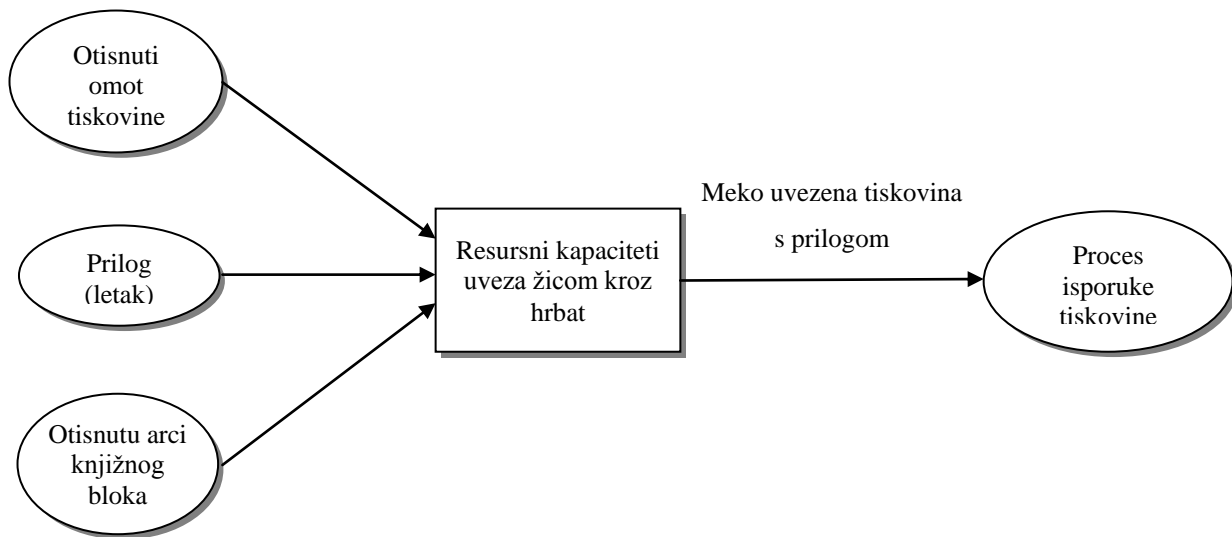 Otisnuti
omot
tiskovine
Prilog
(letak)
Otisnutu arci
knjižnog
bloka
Resursni kapaciteti
uveza žicom kroz
hrbat
Meko uvezena tiskovina
s prilogom
Proces
isporuke
tiskovine